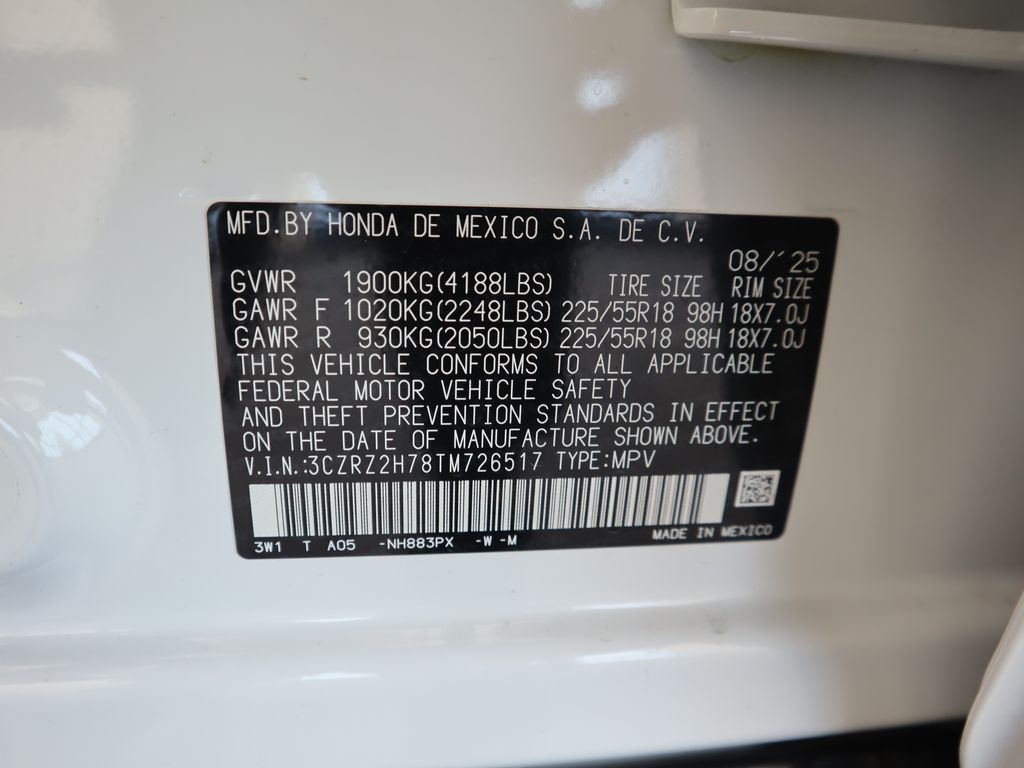 MFD.BY HONDA DE MEXICO S.A. DE C.V.
08/´25
GVWR 1900KG(4188LBS) TIRE SIZE RIM SIZE
GAWR F 1020KG(2248LBS) 225/55R18 98H 18X7.0J
GAWR R 930KG(2050LBS) 225/55R18 98H 18X7.0J
THIS VEHICLE CONFORMS TO ALL APPLICABLE
FEDERAL MOTOR VEHICLE SAFETY
AND THEFT PREVENTION STANDARDS IN EFFECT
ON THE DATE OF MANUFACTURE SHOWN ABOVE.
V.I.N.:3CZRZ2H78TM726517 TYPE:MPV
3W1 T A05 -NH883PX -W -M MADE IN MEXICO